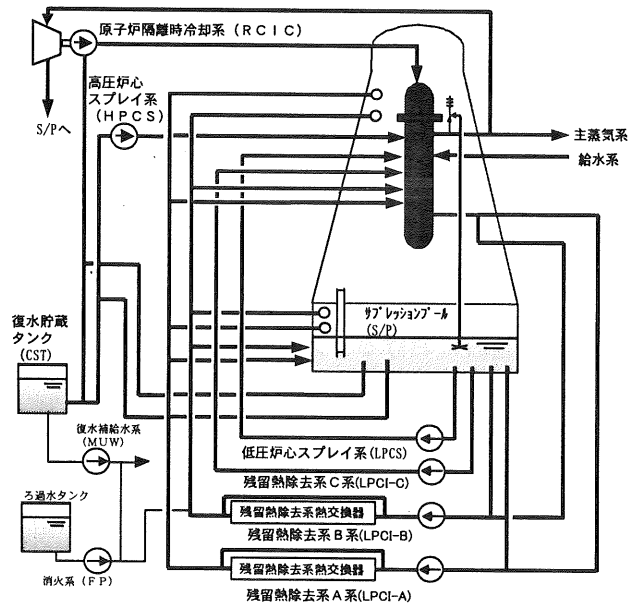 原子炉隔離時冷却系（ＲＣＩＣ）
高圧炉心
スプレイ系
(ＨＰＣＳ)
S/Pへ
主蒸気系
給水系
ｻﾌﾟﾚｯｼｮﾝﾌﾟｰﾙ
(S/P)
復水貯蔵
タンク
(CST)
復水補給水系
(MUW)
低圧炉心スプレイ系(LPCS)
残留熱除去系Ｃ系(LPCI-C)
ろ過水タンク
残留熱除去系熱交換器
残留熱除去系Ｂ系(LPCI-B)
消火系(ＦＰ)
残留熱除去系熱交換器
残留熱除去系Ａ系(LPCI-A)